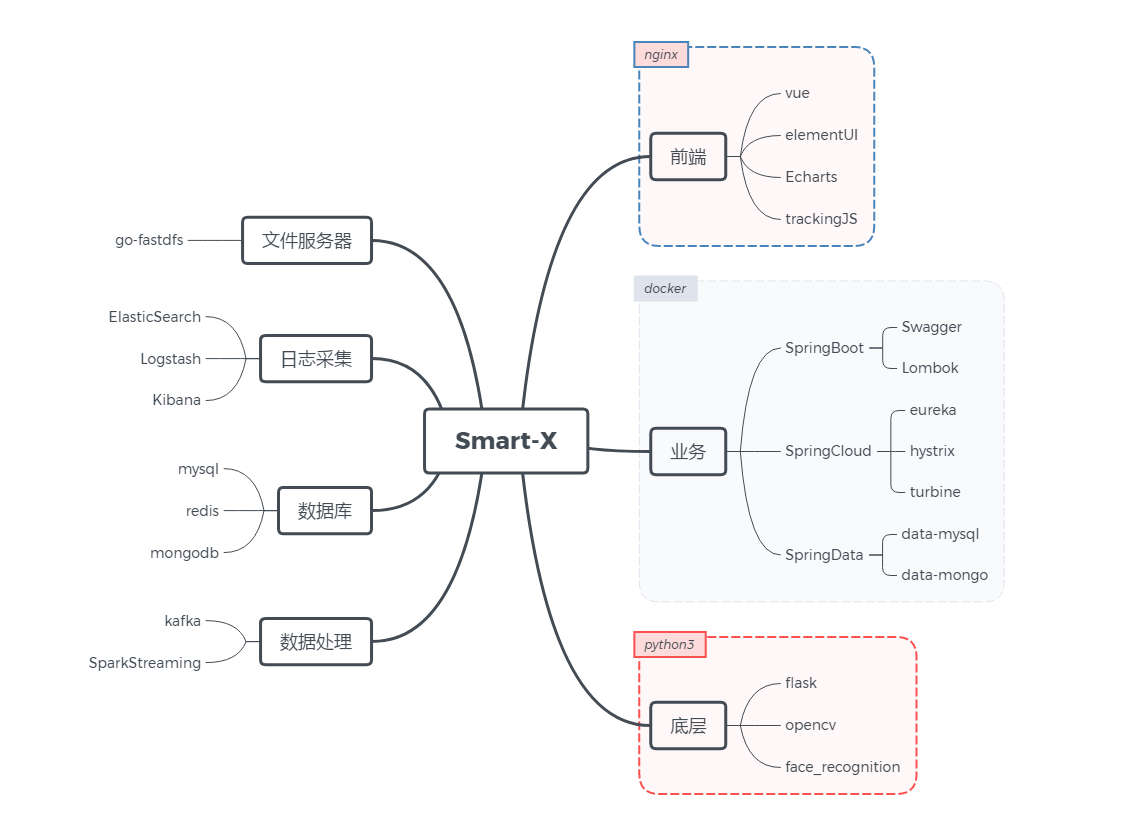 Smart-X
nginx
前端
vue
elementUI
Echarts
trackingJS
docker
业务
SpringBoot
Swagger
Lombok
SpringCloud
eureka
hystrix
turbine
SpringData
data-mysql
data-mongo
python3
底层
flask
opencv
face_recognition
文件服务器
go-fastdfs
日志采集
ElasticSearch
Logstash
Kibana
数据库
mysql
redis
mongodb
数据处理
kafka
SparkStreaming